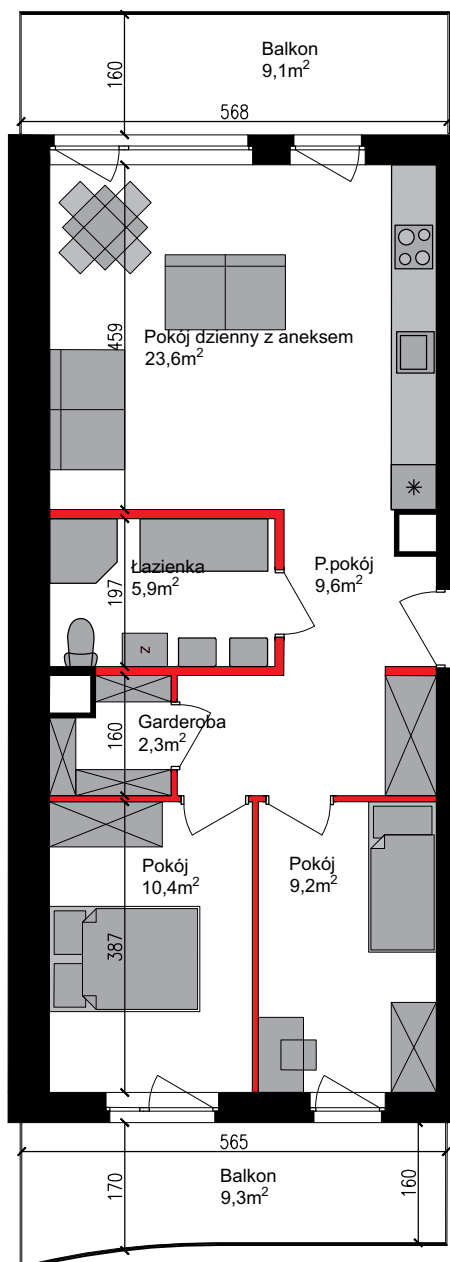 160
Balkon
9,1m²
568
459
Pokój dzienny z aneksem
23,6m²
P.pokój
9,6m²
Łazienka
5,9m²
197
Z
Garderoba
2,3m²
160
Pokój
10,4m²
Pokój
9,2m²
387
565
170
Balkon
9,3m²
160